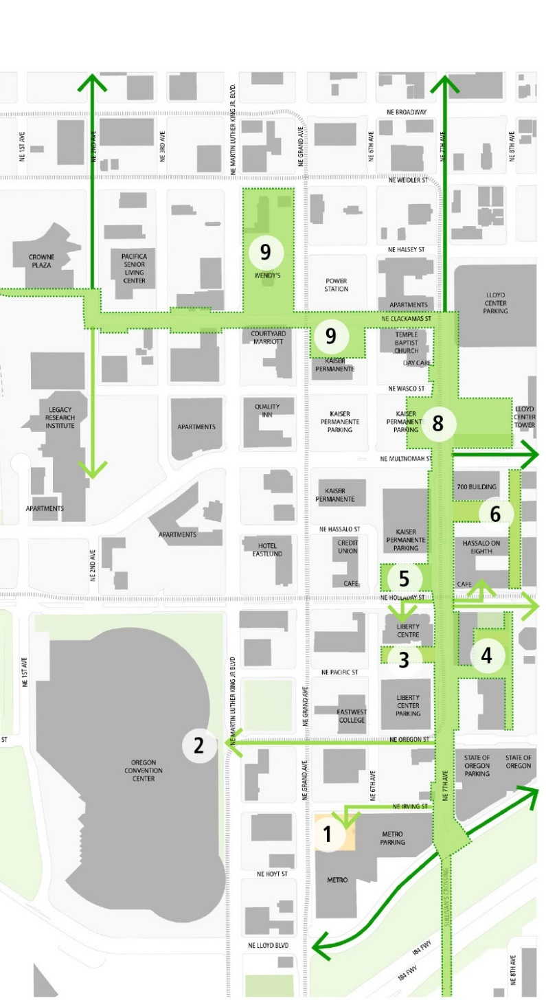 NE BROADWAY
NE 1ST AVE
NE 2ND AVE
NE 3RD AVE
NE MARTIN LUTHER KING JR. BLVD.
NE GRAND AVE
NE 6TH AVE
NE 7TH AVE
NE 8TH AVE
NE WEIDLER ST
CROWNE
PLAZA
PACIFICA
SENIOR
LIVING
CENTER
9
WENDY'S
NE HALSEY ST
POWER
STATION
APARTMENTS
LLOYD
CENTER
PARKING
NE CLACKAMAS ST
COURTYARD
MARRIOTT
9
KAISER
PERMANENTE
TEMPLE
BAPTIST
CHURCH
DAY CARE
NE WASCO ST
LEGACY
RESEARCH
INSTITUTE
APARTMENTS
QUALITY
INN
KAISER
PERMANENTE
PARKING
KAISER
PERMANENTE
PARKING
8
LLOYD
CENTER
TOWER
NE MULTNOMAH ST
APARTMENTS
APARTMENTS
KAISER
PERMANENTE
700 BUILDING
6
NE HASSALO ST
KAISER
PERMANENTE
PARKING
NE 2ND AVE
HOTEL
EASTLUND
CREDIT
UNION
CAFE
HASSALO ON
EIGHTH
CAFE
5
NE HOLLADAY ST
LIBERTY
CENTRE
3
4
NE 1ST AVE
NE MARTIN LUTHER KING JR BLVD
NE GRAND AVE
NE PACIFIC ST
EASTWEST
COLLEGE
LIBERTY
CENTER
PARKING
ST
2
NE OREGON ST
OREGON
CONVENTION
CENTER
NE GRAND AVE
NE 6TH AVE
NE 7TH AVE
STATE OF
OREGON
PARKING
STATE OF
OREGON
NE IRVING ST
1
METRO
PARKING
NE HOYT ST
METRO
SULLIVAN'S CROSSING
NE LLOYD BLVD
I84 FWY
I84 FWY
NE 8TH AVE